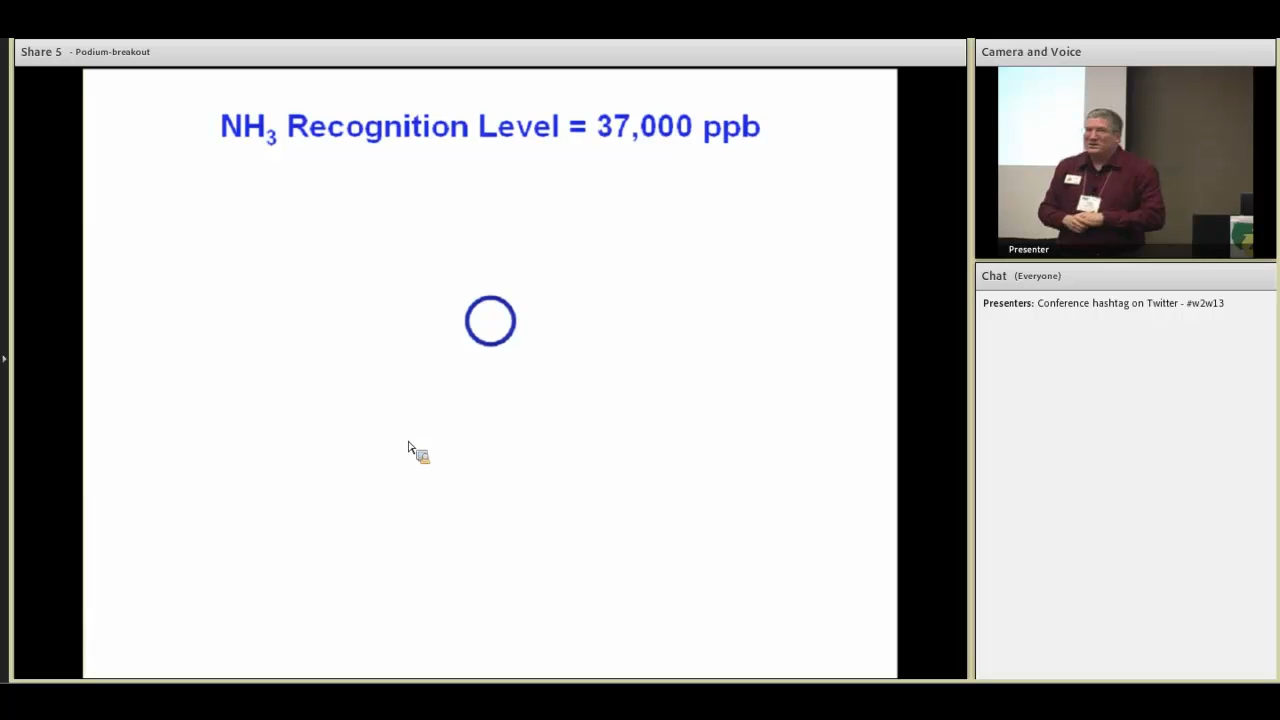 Share 5 - Podium-breakout
NH3 Recognition Level = 37,000 ppb
Camera and Voice
Presenter
Chat (Everyone)
Presenters: Conference hashtag on Twitter - #w2w13